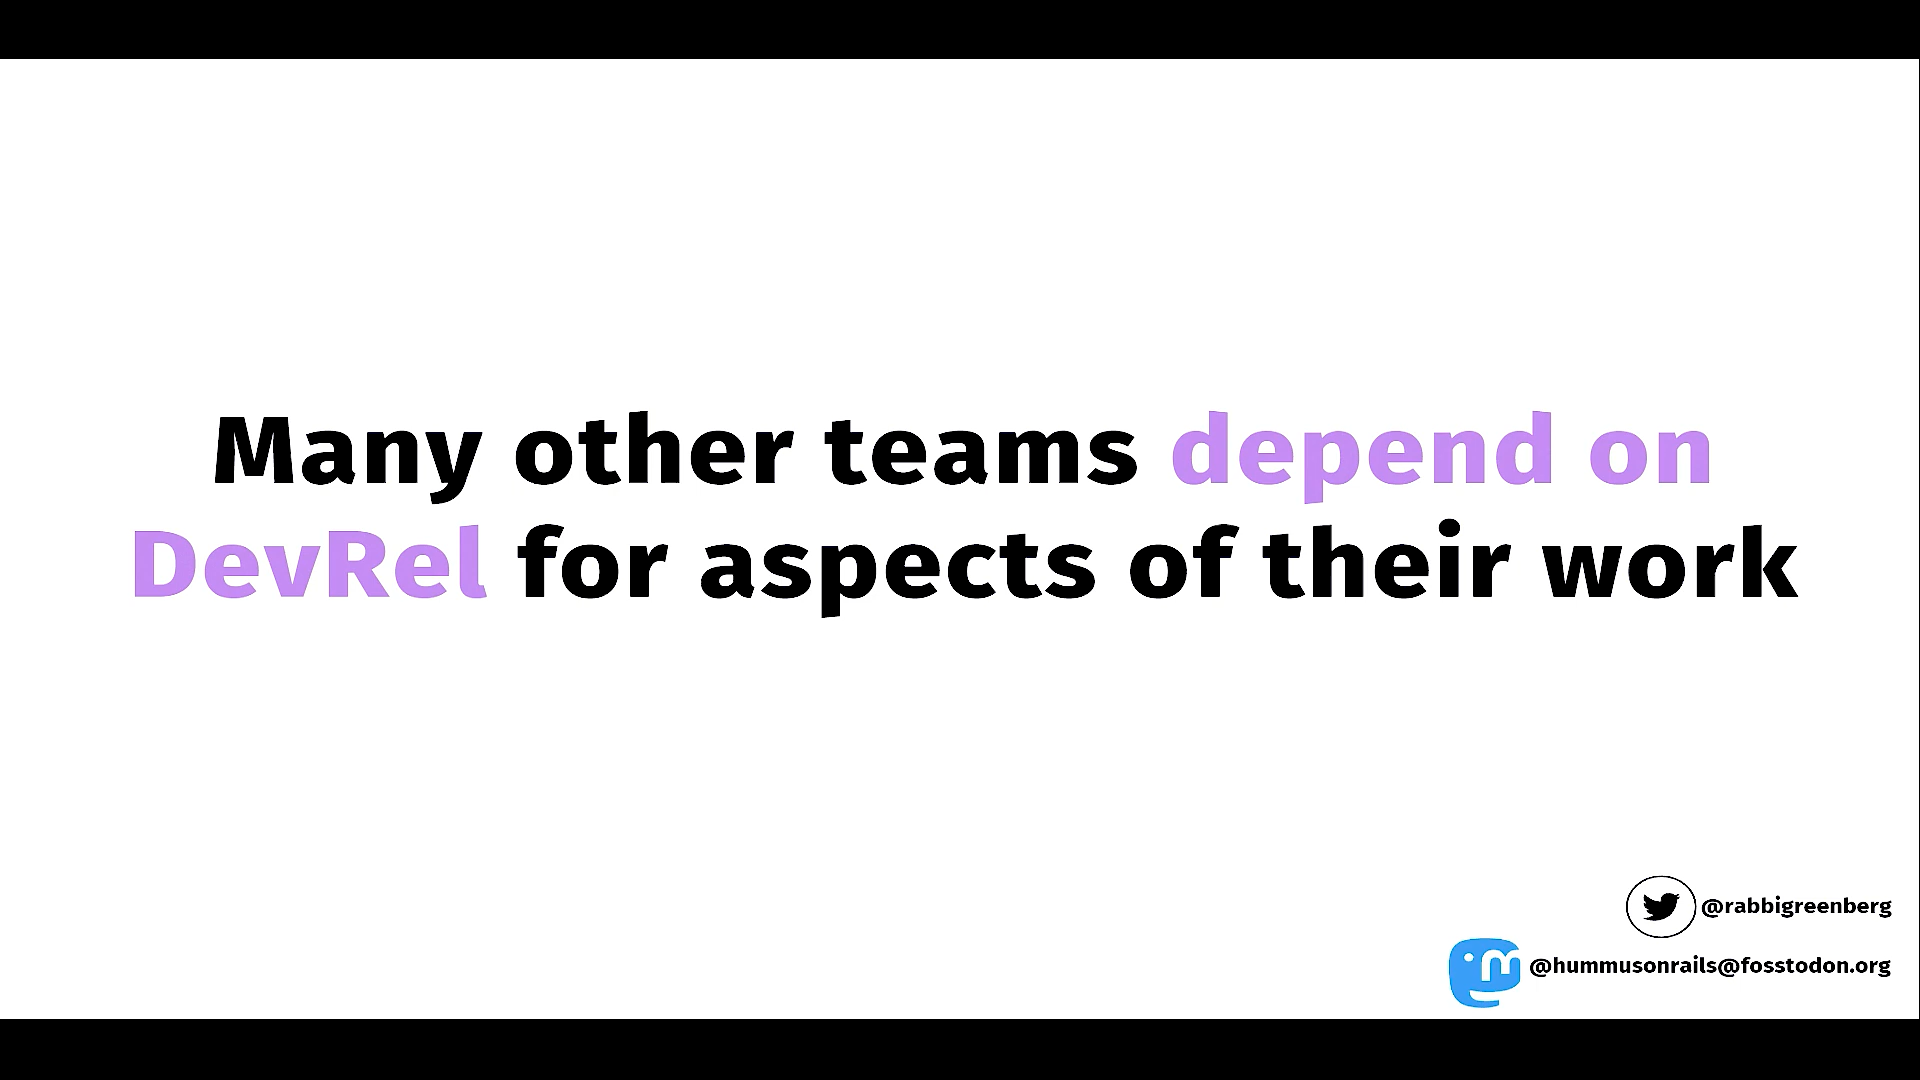 Many other teams depend on
DevRel for aspects of their work
@rabbigreenberg
@hummusonrails@fosstodon.org